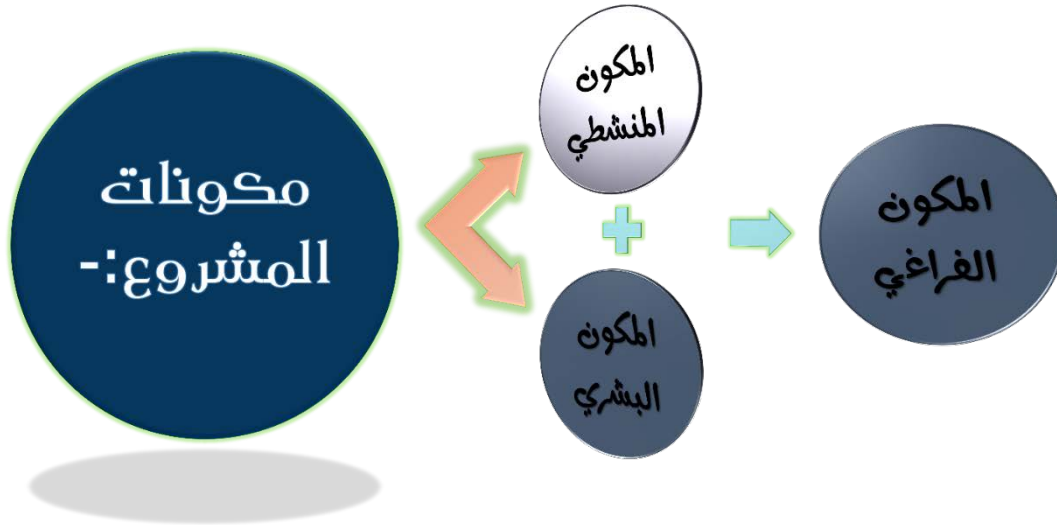 مكونات
المشروع:-
المكون
المنشطي
+
المكون
البشري
المكون
الفراغي